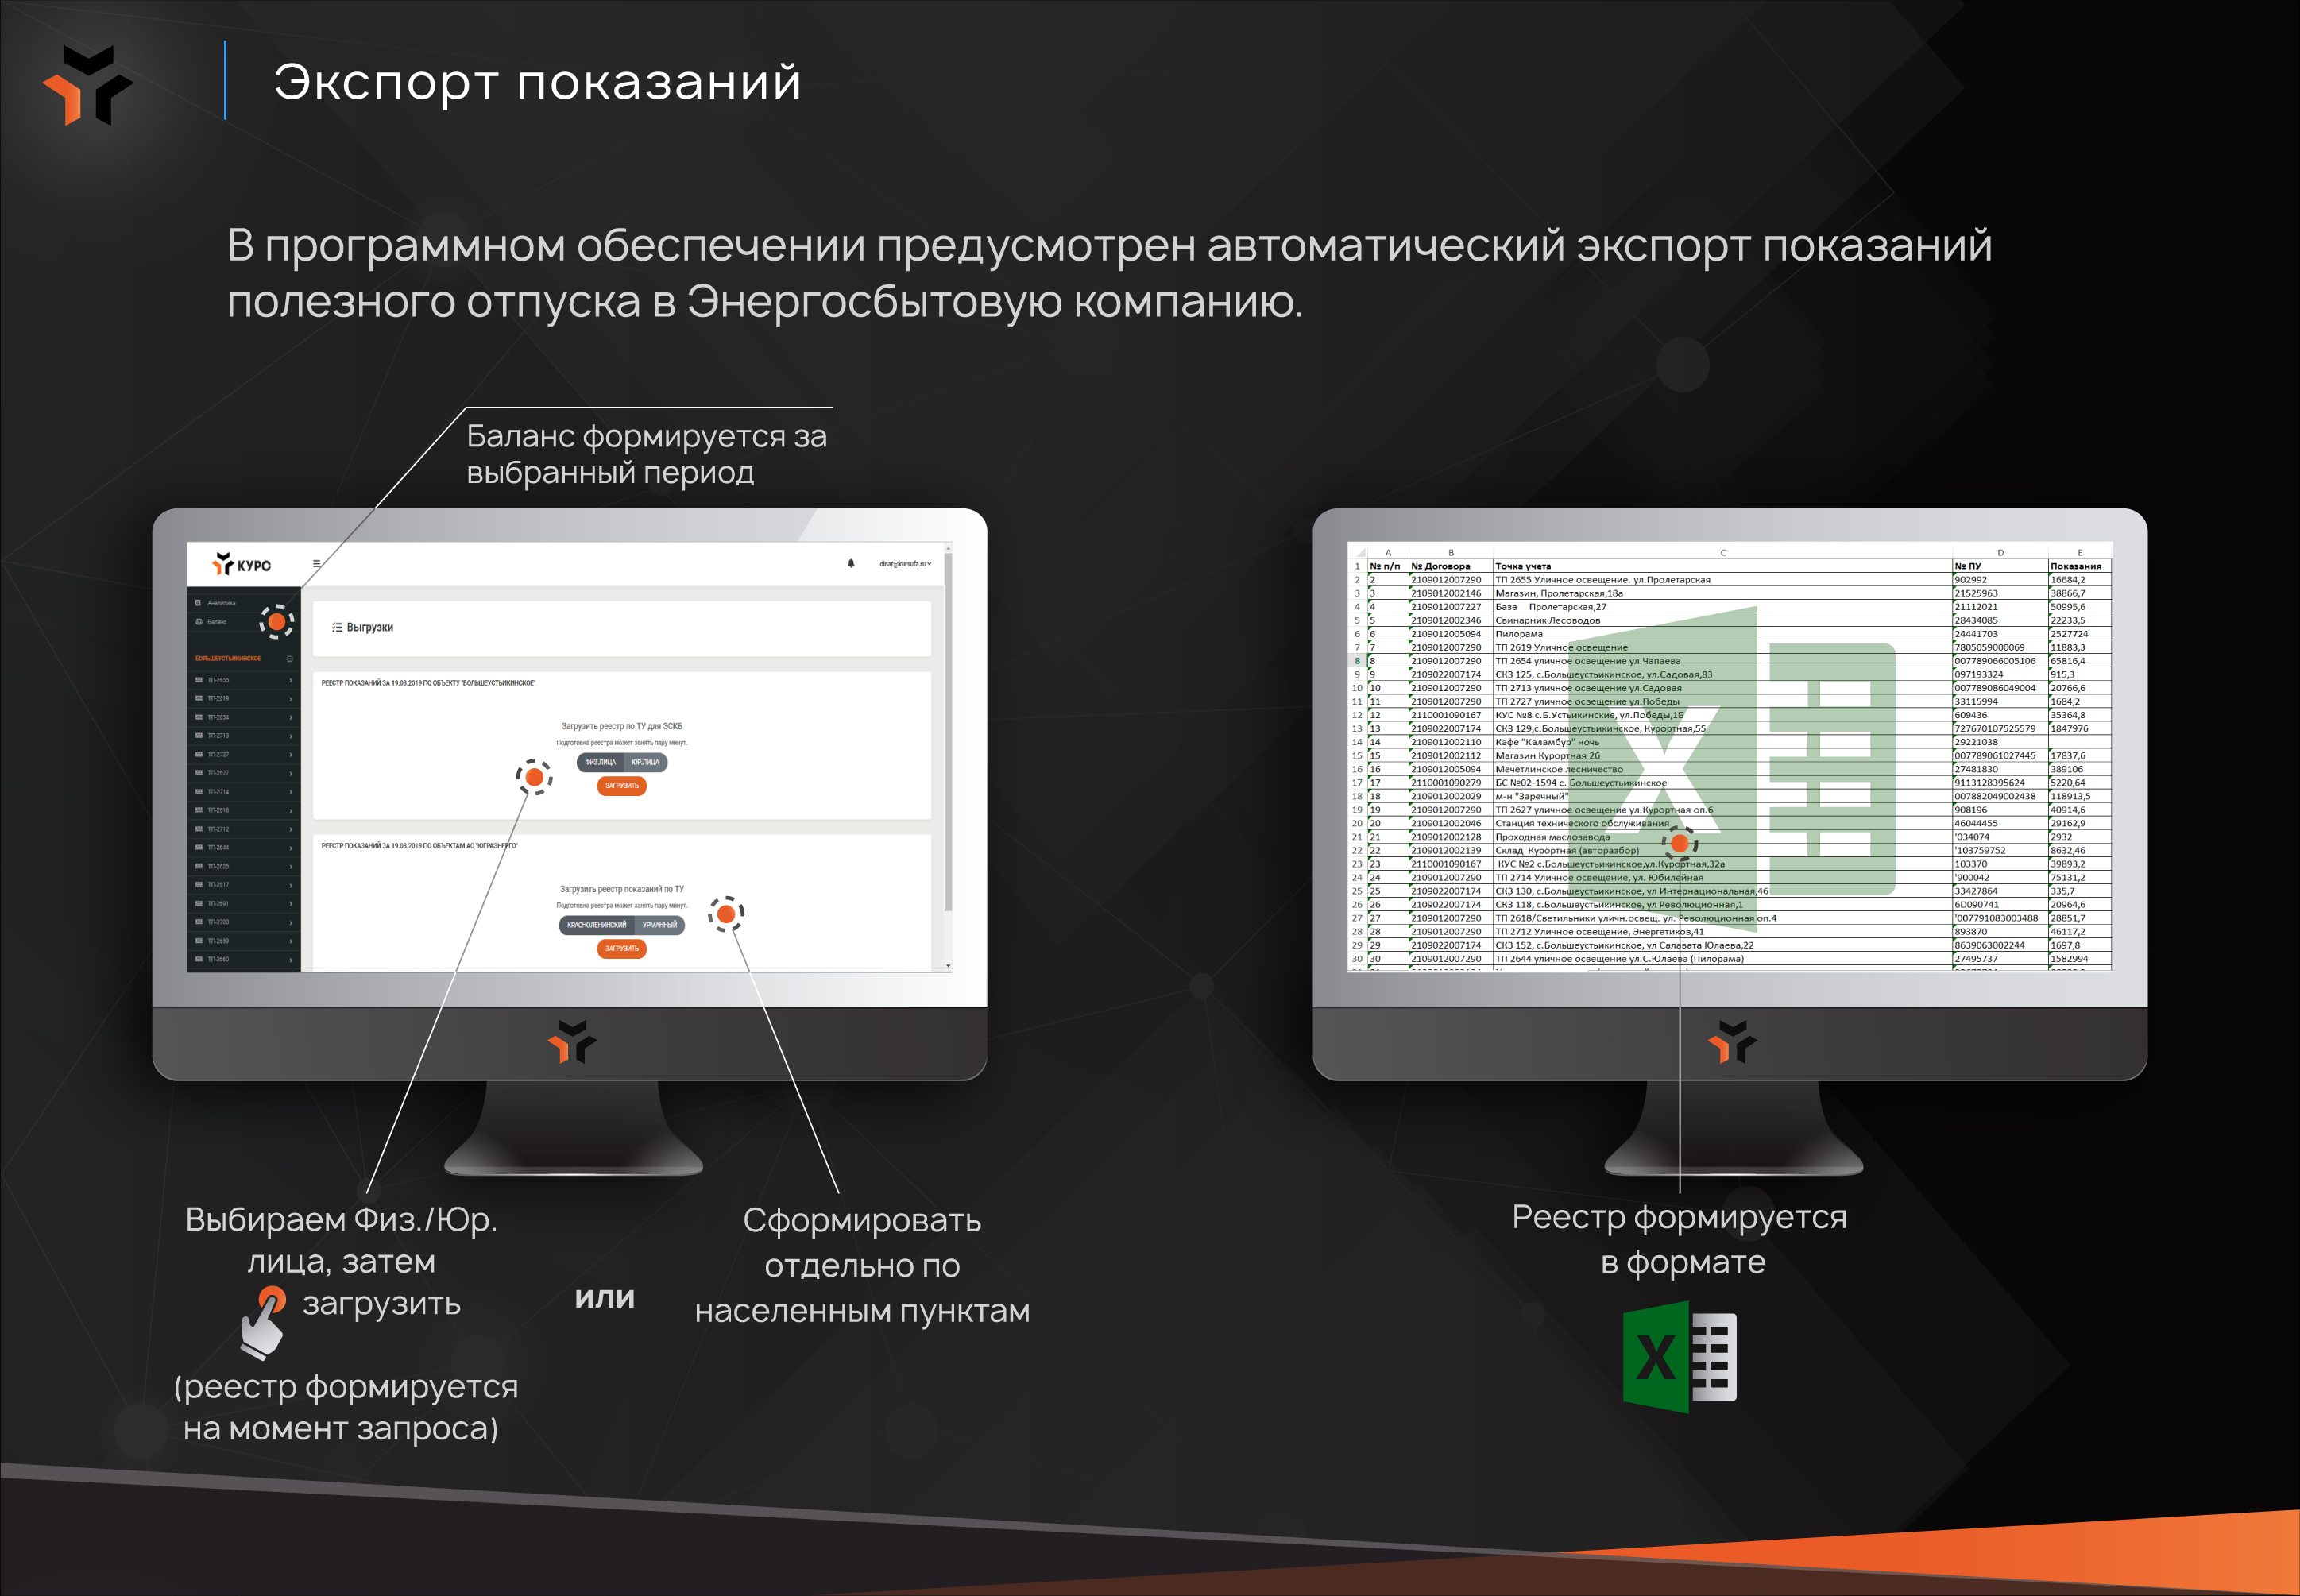 Экспорт показаний
В программном обеспечении предусмотрен автоматический экспорт показаний
полезного отпуска в Энергосбытовую компанию.
Баланс формируется за
выбранный период
КУРС
dinar@kursufa.ru
Аналитика
Баланс
БОЛЬШЕУСТЬИКИНСКОЕ
ТП-2655
ТП-2619
ТП-2654
ТП-2713
ТП-2727
ТП-2627
ТП-2714
ТП-2618
ТП-2712
ТП-2644
ТП-2625
ТП-2617
ТП-2691
ТП-2700
ТП-2659
ТП-2660
Выгрузки
РЕЕСТР ПОКАЗАНИЙ ЗА 19.08.2019 ПО ОБЪЕКТУ "БОЛЬШЕУСТЬИКИНСКОЕ"
Загрузить реестр по ТУ для ЭСКБ
Подготовка реестра может занять пару минут.
ФИЗ.ЛИЦА ЮР.ЛИЦА
ЗАГРУЗИТЬ
РЕЕСТР ПОКАЗАНИЙ ЗА 19.08.2019 ПО ОБЪЕКТАМ АО "ЮГРАЭНЕРГО"
Загрузить реестр показаний по ТУ
Подготовка реестра может занять пару минут.
КРАСНОЛЕНИНСКИЙ УРМАННЫЙ
ЗАГРУЗИТЬ
A B C D E
1 № п/п № Договора Точка учета № ПУ Показания
2 2 2109012007290 ТП 2655 Уличное освещение. ул.Пролетарская 902992 16684,2
3 3 2109012002146 Магазин, Пролетарская,18а 21525963 38866,7
4 4 2109012007227 База Пролетарская,27 21112021 50995,6
5 5 2109012002346 Свинарник Лесоводов 28434085 22233,5
6 6 2109012005094 Пилорама 24441703 2527724
7 7 2109012007290 ТП 2619 Уличное освещение 7805059000069 11883,3
8 8 2109012007290 ТП 2654 уличное освещение ул.Чапаева 007789066005106 65816,4
9 9 2109022007174 СКЗ 125, с.Большеустьикинское, ул.Садовая,83 097193324 915,3
10 10 2109012007290 ТП 2713 уличное освещение ул.Садовая 007789086049004 20766,6
11 11 2109012007290 ТП 2727 уличное освещение ул.Победы 33115994 1684,2
12 12 2110001090167 КУС №8 с.Б.Устьикинские, ул.Победы,1Б 609436 35364,8
13 13 2109022007174 СКЗ 129,с.Большеустьикинское, Курортная,55 727670107525579 1847976
14 14 2109012002110 Кафе "Каламбур" ночь 29221038
15 15 2109012002112 Магазин Курортная 26 007789061027445 17837,6
16 16 2109012005094 Мечетлинское лесничество 27481830 389106
17 17 2110001090279 БС №02-1594 с. Большеустьикинское 9113128395624 5220,64
18 18 2109012002029 м-н "Заречный" 007882049002438 118913,5
19 19 2109012007290 ТП 2627 уличное освещение ул.Курортная оп.6 908196 40914,6
20 20 2109012002046 Станция технического обслуживания 46044455 29162,9
21 21 2109012002128 Проходная маслозавода '034074 2932
22 22 2109012002139 Склад Курортная (авторазбор) '103759752 8632,46
23 23 2110001090167 КУС №2 с.Большеустьикинское,ул.Курортная,32а 103370 39893,2
24 24 2109012007290 ТП 2714 Уличное освещение, ул. Юбилейная '900042 75131,2
25 25 2109022007174 СКЗ 130, с.Большеустьикинское, ул Интернациональная,46 33427864 335,7
26 26 2109022007174 СКЗ 118, с.Большеустьикинское, ул Революционная,1 6D090741 20964,6
27 27 2109012007290 ТП 2618/Светильники уличн.освещ. ул. Революционная оп.4 '007791083003488 28851,7
28 28 2109012007290 ТП 2712 Уличное освещение, Энергетиков,41 893870 46117,2
29 29 2109022007174 СКЗ 152, с.Большеустьикинское, ул Салавата Юлаева,22 8639063002244 1697,8
30 30 2109012007290 ТП 2644 уличное освещение ул.С.Юлаева (Пилорама) 27495737 1582994
Выбираем Физ./Юр.
лица, затем
загрузить
(реестр формируется
на момент запроса)
или
Сформировать
отдельно по
населенным пунктам
Реестр формируется
в формате
X